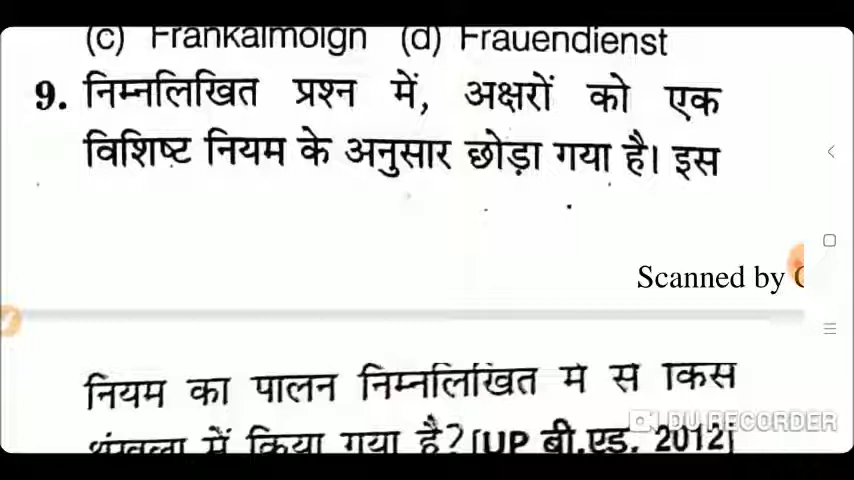 (c) Frankalmoign (d) Frauendienst
9. निम्नलिखित प्रश्न में, अक्षरों को एक
विशिष्ट नियम के अनुसार छोड़ा गया है। इस
Scanned by
नियम का पालन निम्नलिखित में से किस
शृंखला में किया गया है? [UP बी.एड. 2012]
DU RECORDER